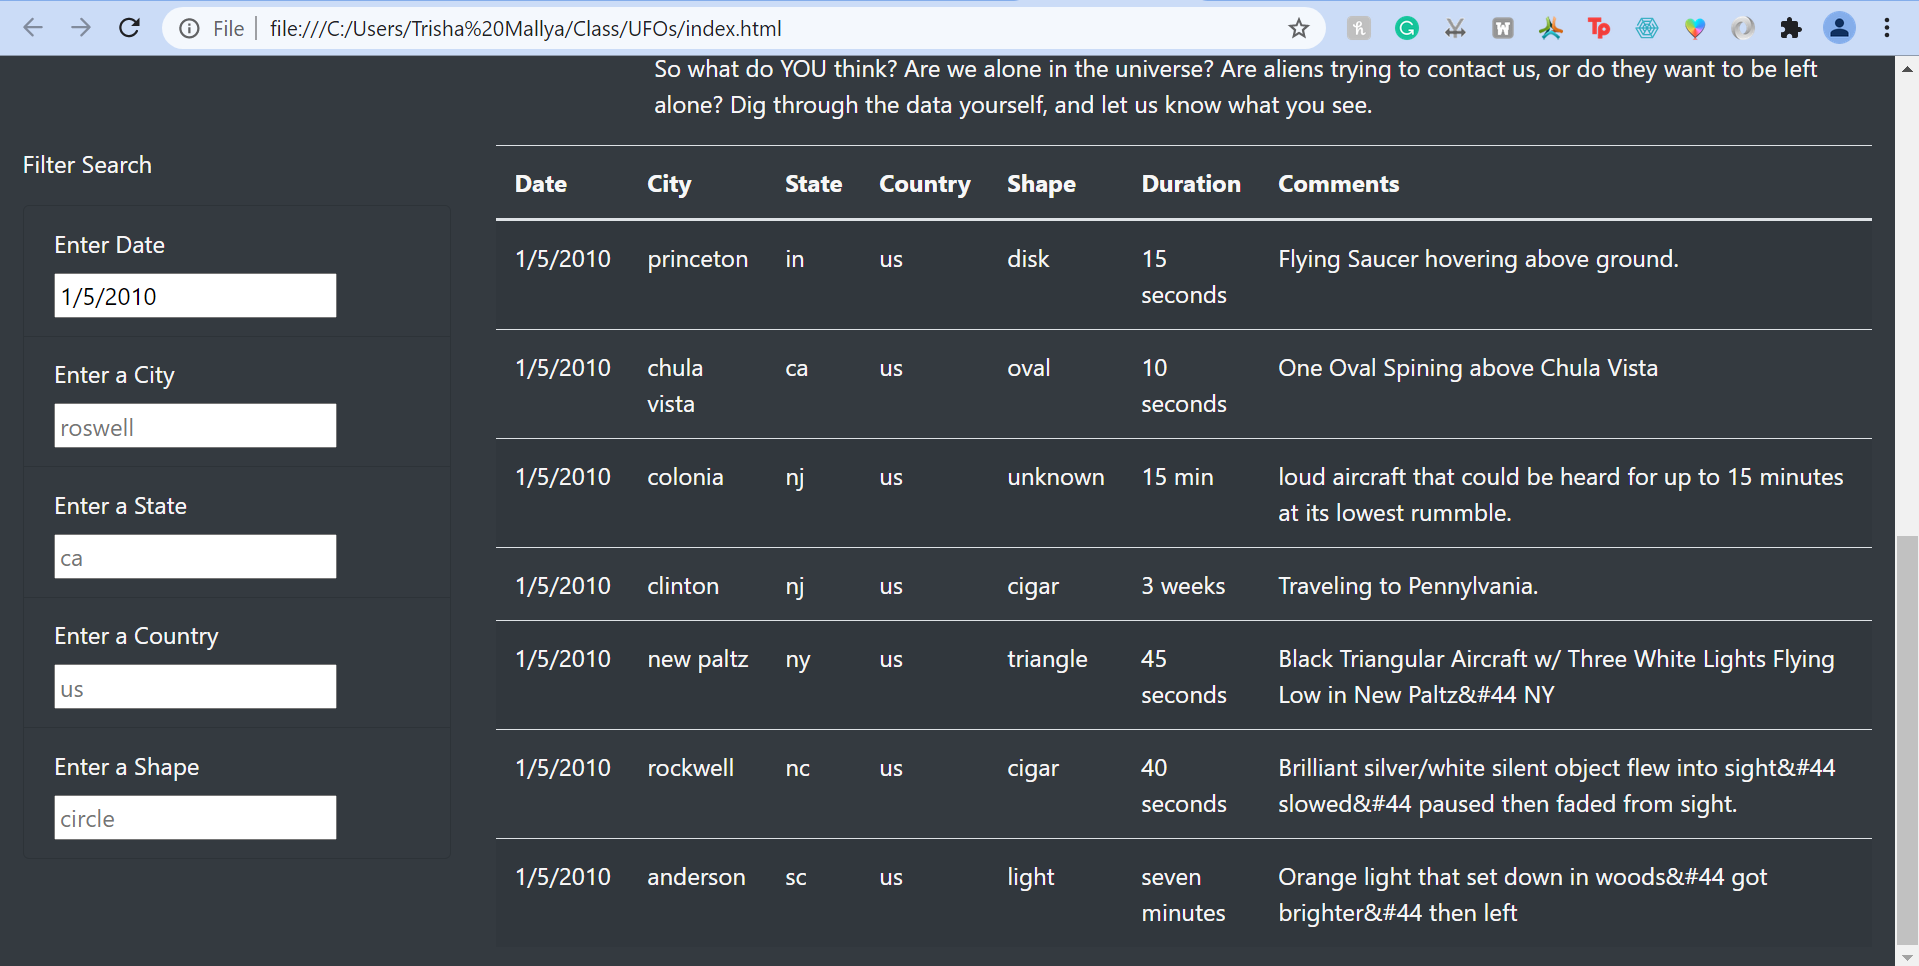 File
file:///C:/Users/Trisha%20Mallya/Class/UFOs/index.html
h
G
W
Tp
So what do YOU think? Are we alone in the universe? Are aliens trying to contact us, or do they want to be left
alone? Dig through the data yourself, and let us know what you see.
Filter Search
Enter Date
1/5/2010
Enter a City
roswell
Enter a State
ca
Enter a Country
us
Enter a Shape
circle
Date City State Country Shape Duration Comments
1/5/2010 princeton in us disk 15 Flying Saucer hovering above ground.
seconds
1/5/2010 chula ca us oval 10 One Oval Spining above Chula Vista
vista seconds
1/5/2010 colonia nj us unknown 15 min loud aircraft that could be heard for up to 15 minutes
at its lowest rummble.
1/5/2010 clinton nj us cigar 3 weeks Traveling to Pennsylvania.
1/5/2010 new paltz ny us triangle 45 Black Triangular Aircraft w/ Three White Lights Flying
seconds Low in New Paltz&#44 NY
1/5/2010 rockwell nc us cigar 40 Brilliant silver/white silent object flew into sight&#44
seconds slowed&#44 paused then faded from sight.
1/5/2010 anderson sc us light seven Orange light that set down in woods&#44 got
minutes brighter&#44 then left